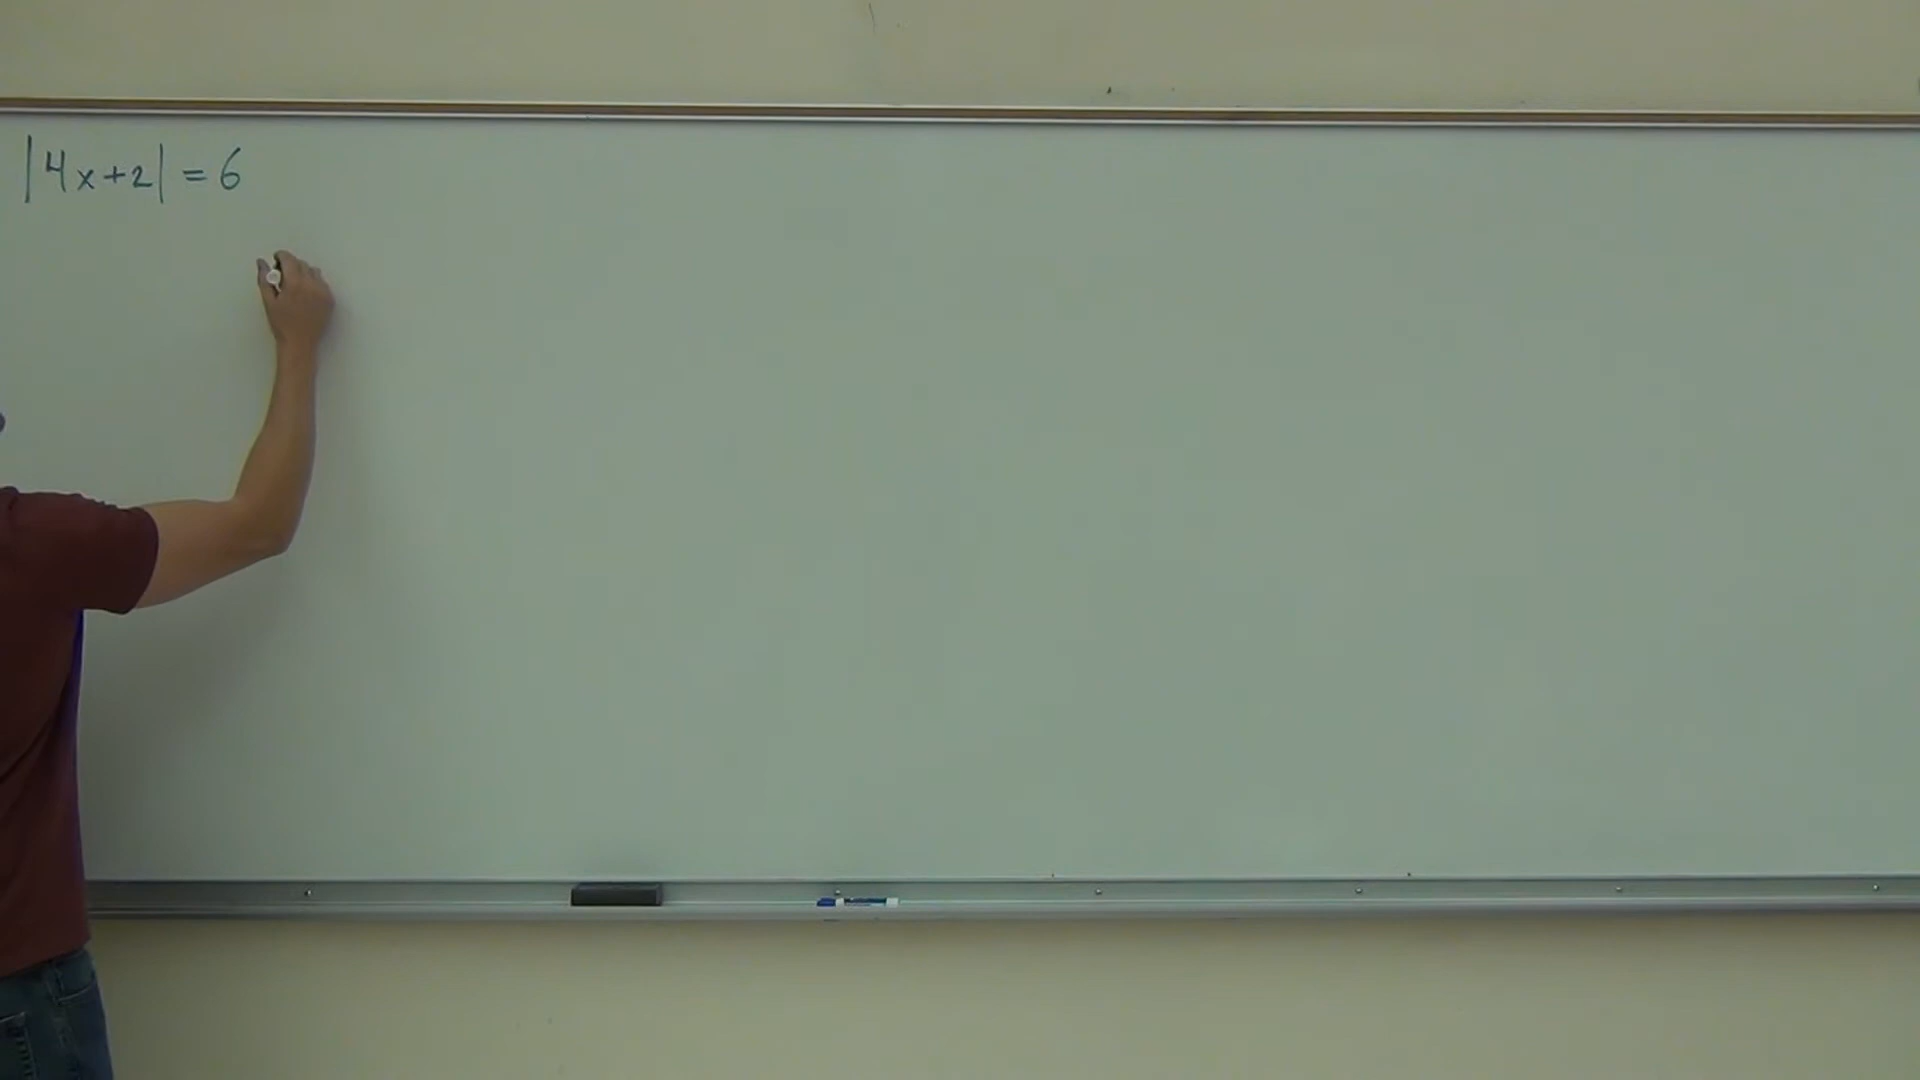 |4x+2| = 6